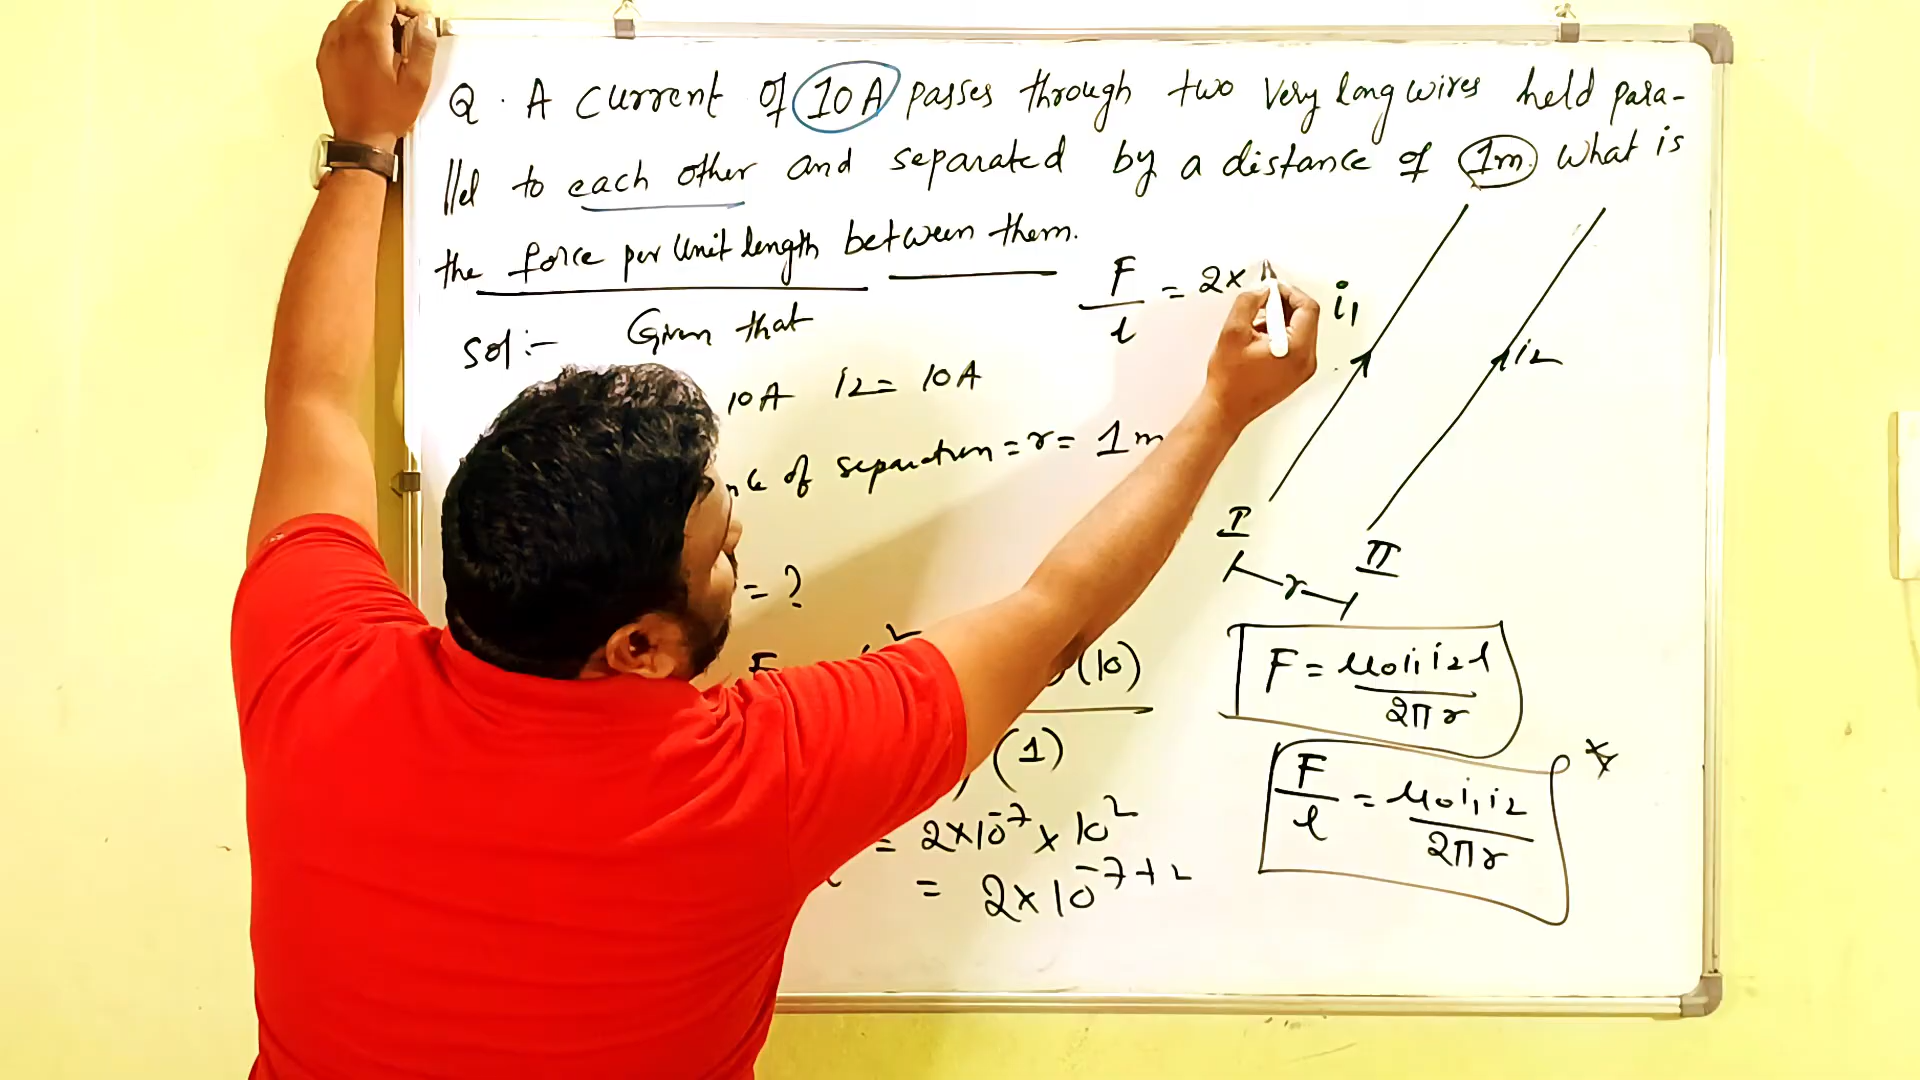 Q. A current of 10A passes through two very long wires held para-
llel to each other and separated by a distance of 1m. What is
the force per unit length between them.
Sol:- Given that
10A i2 = 10A
of separation = r = 1m
= ?
(10)
(1)
= 2×10^-7 × 10^2
= 2×10^-7+2
F/l = 2×
i1
i2
I
II
r
F = μ0i1i2l/2πr
F/l = μ0i1i2/2πr